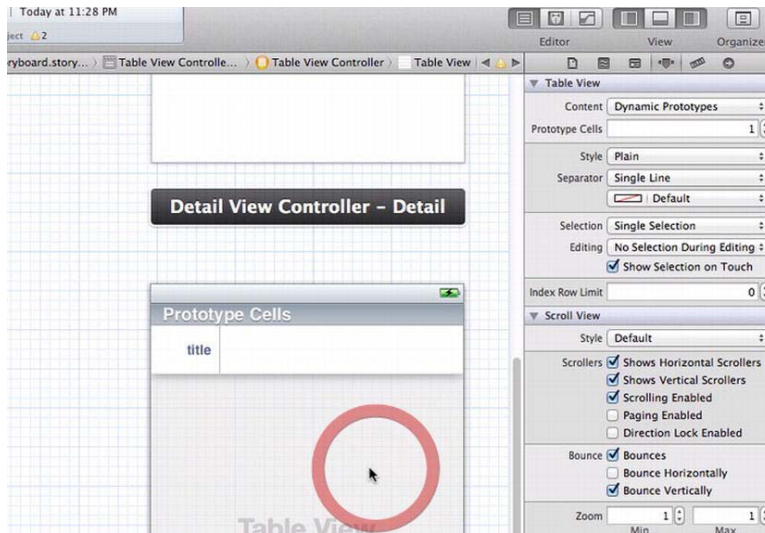 Today at 11:28 PM
ject 2
Editor View Organize
ryboard.story... Table View Controlle... Table View Controller Table View
Table View
Content Dynamic Prototypes
Prototype Cells 1
Style Plain
Separator Single Line
Default
Detail View Controller - Detail
Selection Single Selection
Editing No Selection During Editing
Show Selection on Touch
Index Row Limit 0
Prototype Cells
Scroll View
title
Style Default
Scrollers Shows Horizontal Scrollers
Shows Vertical Scrollers
Scrolling Enabled
Paging Enabled
Direction Lock Enabled
Bounce Bounces
Bounce Horizontally
Bounce Vertically
Zoom 1 1
Min Max
Table View